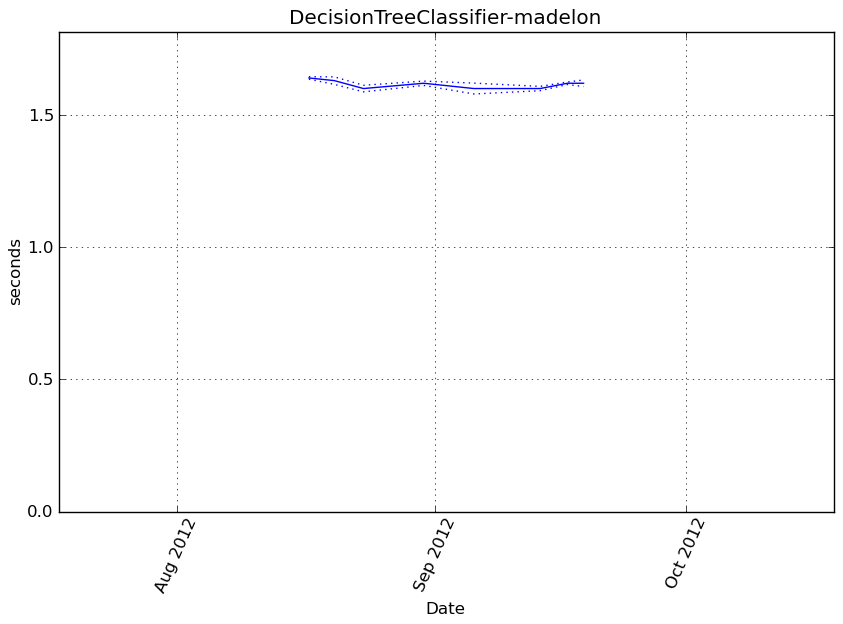 DecisionTreeClassifier-madelon
1.5
1.0
0.5
0.0
seconds
Aug 2012
Sep 2012
Oct 2012
Date